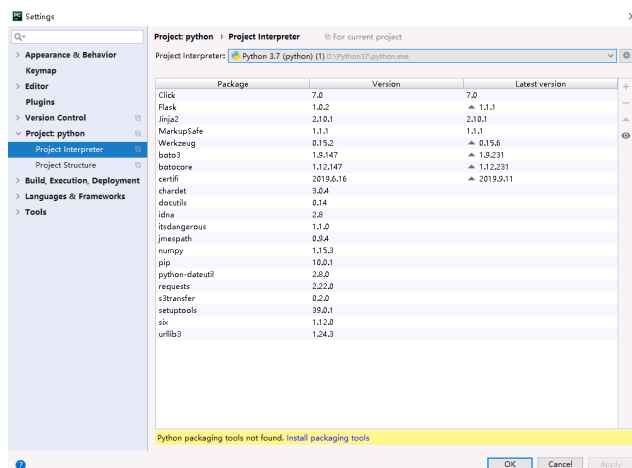 Settings
Appearance & Behavior
Keymap
Editor
Plugins
Version Control
Project: python
Project Interpreter
Project Structure
Build, Execution, Deployment
Languages & Frameworks
Tools
Project: python › Project Interpreter For current project
Project Interpreter: Python 3.7 (python) (1) D:\Python37\python.exe
Package Version Latest version
Click 7.0 7.0
Flask 1.0.2 1.1.1
Jinja2 2.10.1 2.10.1
MarkupSafe 1.1.1 1.1.1
Werkzeug 0.15.2 0.15.6
boto3 1.9.147 1.9.231
botocore 1.12.147 1.12.231
certifi 2019.6.16 2019.9.11
chardet 3.0.4
docutils 0.14
idna 2.8
itsdangerous 1.1.0
jmespath 0.9.4
numpy 1.15.3
pip 10.0.1
python-dateutil 2.8.0
requests 2.22.0
s3transfer 0.2.0
setuptools 39.0.1
six 1.12.0
urllib3 1.24.3
Python packaging tools not found. Install packaging tools
? OK Cancel Apply